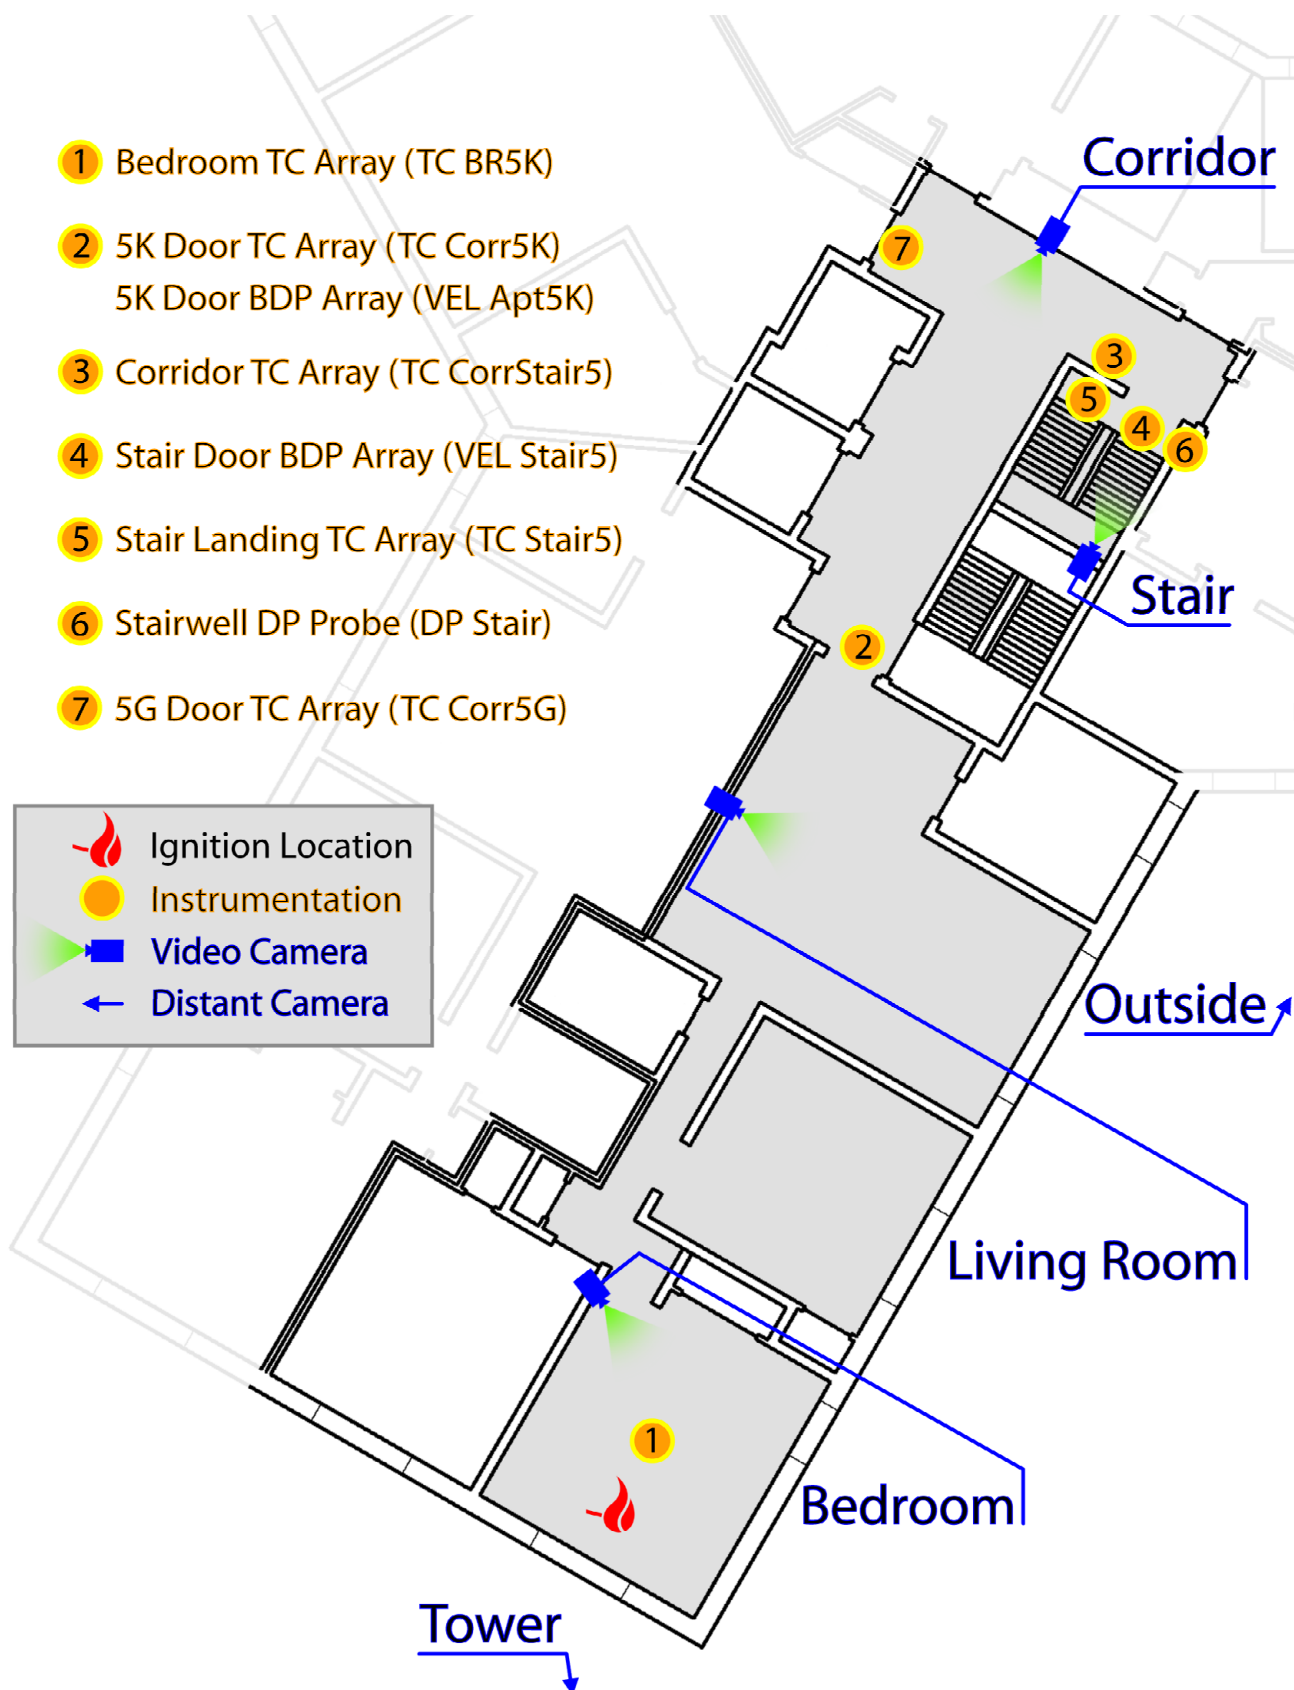 Corridor
1 Bedroom TC Array (TC BR5K)
2 5K Door TC Array (TC Corr5K)
5K Door BDP Array (VEL Apt5K)
3 Corridor TC Array (TC CorrStair5)
4 Stair Door BDP Array (VEL Stair5)
5 Stair Landing TC Array (TC Stair5)
6 Stairwell DP Probe (DP Stair)
7 5G Door TC Array (TC Corr5G)
7
3
5
4
6
Stair
2
Ignition Location
Instrumentation
Video Camera
Distant Camera
Outside
Living Room
1
Bedroom
Tower